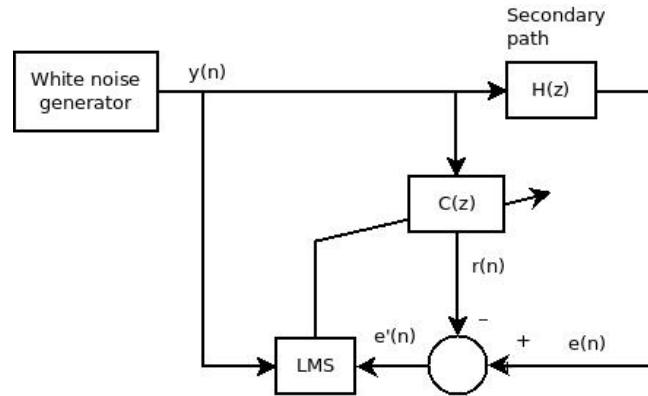 Secondary
path
White noise
generator
y(n)
H(z)
C(z)
r(n)
−
+
e'(n)
e(n)
LMS